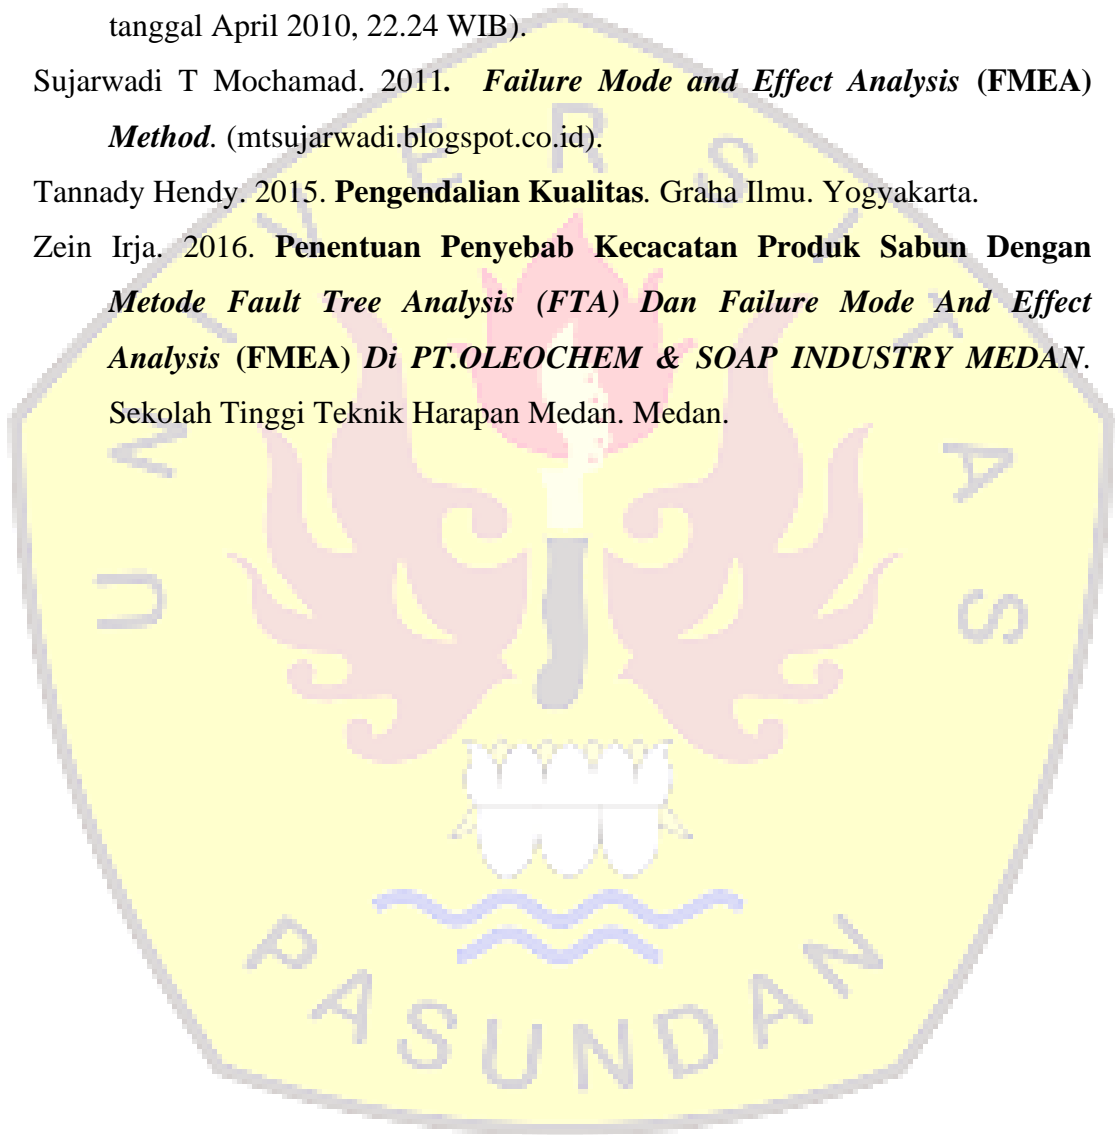 tanggal April 2010, 22.24 WIB).
Sujarwadi T Mochamad. 2011. Failure Mode and Effect Analysis (FMEA)
Method. (mtsujarwadi.blogspot.co.id).
Tannady Hendy. 2015. Pengendalian Kualitas. Graha Ilmu. Yogyakarta.
Zein Irja. 2016. Penentuan Penyebab Kecacatan Produk Sabun Dengan
Metode Fault Tree Analysis (FTA) Dan Failure Mode And Effect
Analysis (FMEA) Di PT.OLEOCHEM & SOAP INDUSTRY MEDAN.
Sekolah Tinggi Teknik Harapan Medan. Medan.
UNIVERSITAS
PASUNDAN